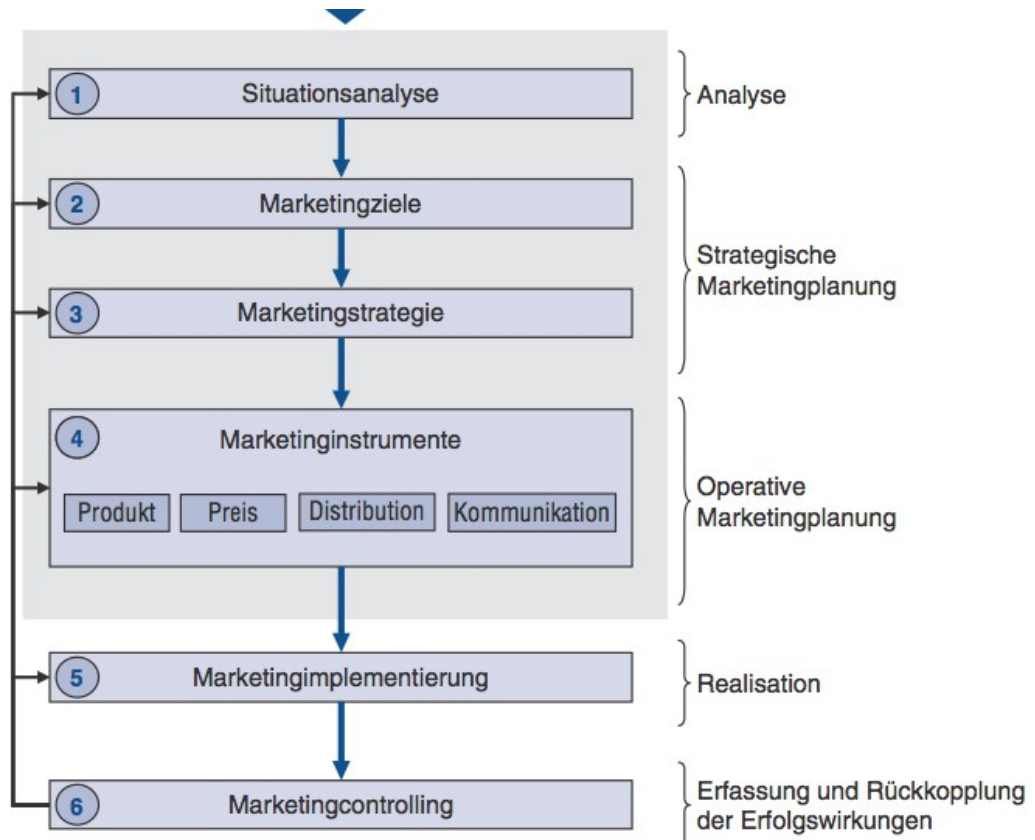 1
Situationsanalyse
Analyse
2
Marketingziele
Strategische
Marketingplanung
3
Marketingstrategie
4
Marketinginstrumente
Produkt
Preis
Distribution
Kommunikation
Operative
Marketingplanung
5
Marketingimplementierung
Realisation
6
Marketingcontrolling
Erfassung und Rückkopplung
der Erfolgswirkungen